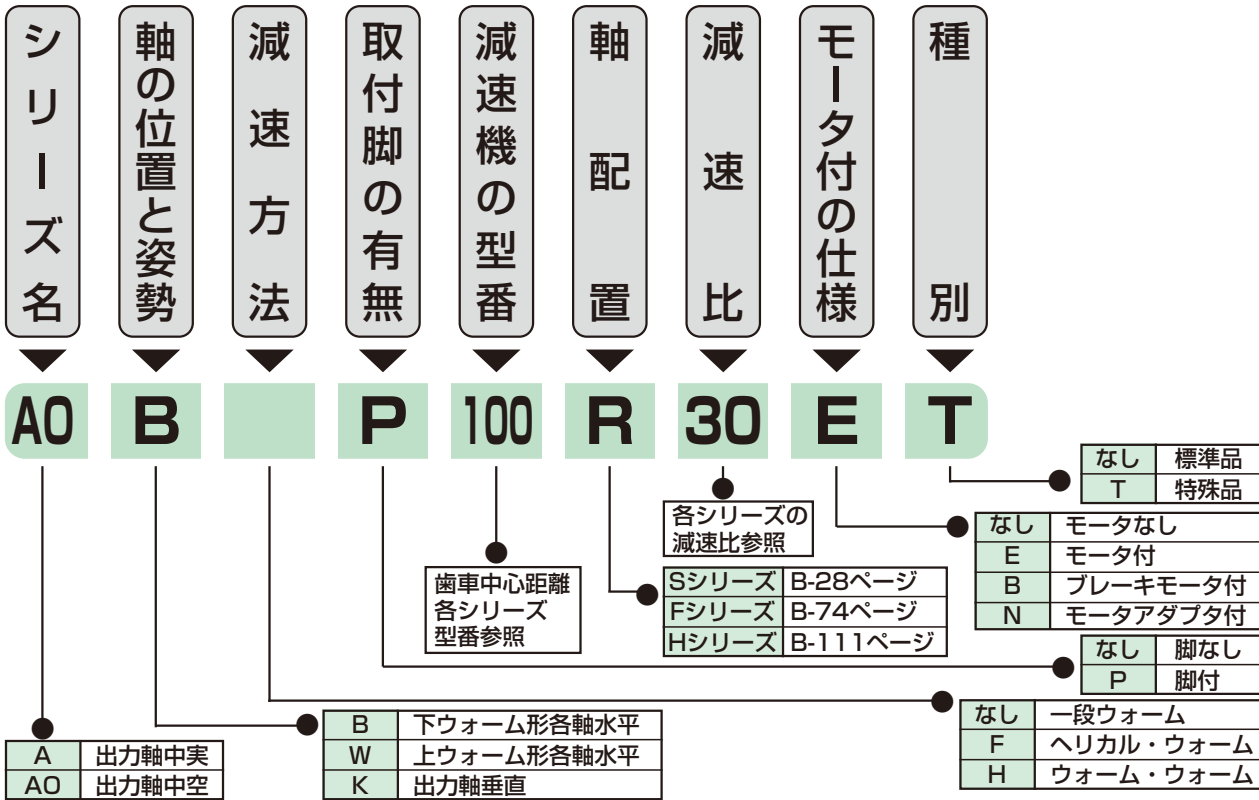 シリーズ名
軸の位置と姿勢
減速方法
取付脚の有無
減速機の型番
軸配置
減速比
モータ付の仕様
種別
AO B P 100 R 30 E T
なし 標準品
T 特殊品
各シリーズの
減速比参照
なし モータなし
E モータ付
B ブレーキモータ付
N モータアダプタ付
歯車中心距離
各シリーズ
型番参照
Sシリーズ B-28ページ
Fシリーズ B-74ページ
Hシリーズ B-111ページ
なし 脚なし
P 脚付
なし 一段ウォーム
F ヘリカル・ウォーム
H ウォーム・ウォーム
B 下ウォーム形各軸水平
W 上ウォーム形各軸水平
K 出力軸垂直
A 出力軸中実
AO 出力軸中空